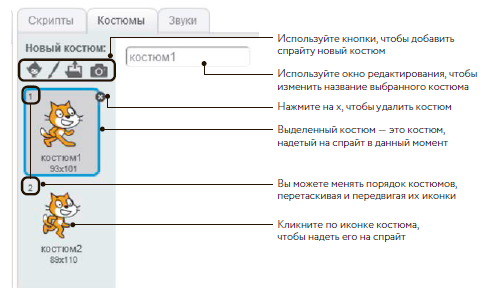 Скрипты
Костюмы
Звуки
Новый костюм:
костюм1
1
костюм1
93x101
2
костюм2
89x110
Используйте кнопки, чтобы добавить
спрайту новый костюм
Используйте окно редактирования, чтобы
изменить название выбранного костюма
Нажмите на x, чтобы удалить костюм
Выделенный костюм — это костюм,
надетый на спрайт в данный момент
Вы можете менять порядок костюмов,
перетаскивая и передвигая их иконки
Кликните по иконке костюма,
чтобы надеть его на спрайт